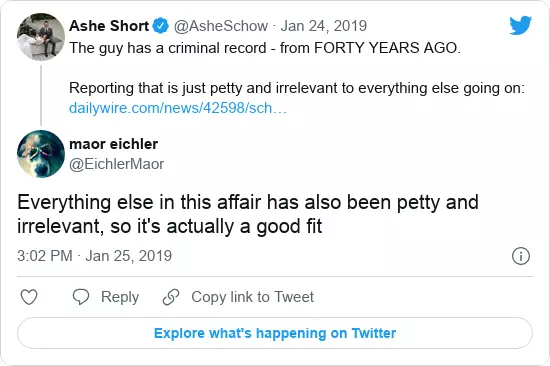 Ashe Short @AsheSchow · Jan 24, 2019
The guy has a criminal record - from FORTY YEARS AGO.
Reporting that is just petty and irrelevant to everything else going on:
dailywire.com/news/42598/sch…
maor eichler
@EichlerMaor
Everything else in this affair has also been petty and
irrelevant, so it's actually a good fit
3:02 PM · Jan 25, 2019
Reply Copy link to Tweet
Explore what's happening on Twitter